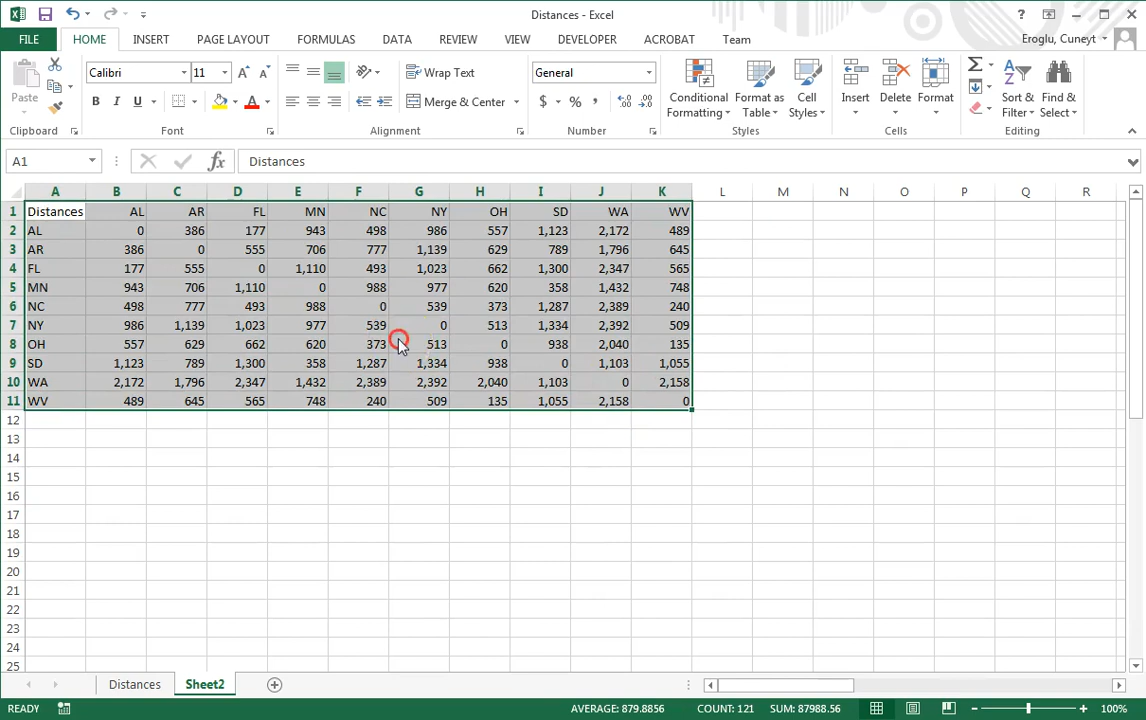 Distances - Excel
?
FILE HOME INSERT PAGE LAYOUT FORMULAS DATA REVIEW VIEW DEVELOPER ACROBAT Team Eroglu, Cuneyt
Paste
Calibri 11 A A
B I U A
Wrap Text
Merge & Center
General
$ % ,
Conditional Formatting
Format as Table
Cell Styles
Insert Delete Format
Sort & Filter
Find & Select
Clipboard Font Alignment Number Styles Cells Editing
A1 fx Distances
A B C D E F G H I J K L M N O P Q R
1 Distances AL AR FL MN NC NY OH SD WA WV
2 AL 0 386 177 943 498 986 557 1,123 2,172 489
3 AR 386 0 555 706 777 1,139 629 789 1,796 645
4 FL 177 555 0 1,110 493 1,023 662 1,300 2,347 565
5 MN 943 706 1,110 0 988 977 620 358 1,432 748
6 NC 498 777 493 988 0 539 373 1,287 2,389 240
7 NY 986 1,139 1,023 977 539 0 513 1,334 2,392 509
8 OH 557 629 662 620 373 513 0 938 2,040 135
9 SD 1,123 789 1,300 358 1,287 1,334 938 0 1,103 1,055
10 WA 2,172 1,796 2,347 1,432 2,389 2,392 2,040 1,103 0 2,158
11 WV 489 645 565 748 240 509 135 1,055 2,158 0
12
13
14
15
16
17
18
19
20
21
22
23
24
25
Distances Sheet2
READY AVERAGE: 879.8856 COUNT: 121 SUM: 87988.56 100%